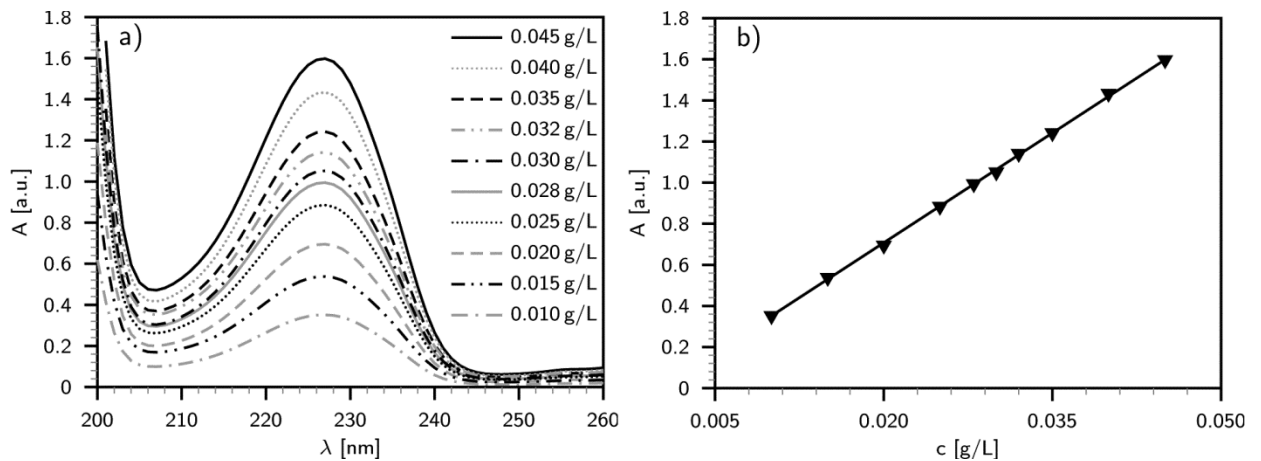 a)
A [a.u.]
1.8
1.6
1.4
1.2
1.0
0.8
0.6
0.4
0.2
0
0.045 g/L
0.040 g/L
0.035 g/L
0.032 g/L
0.030 g/L
0.028 g/L
0.025 g/L
0.020 g/L
0.015 g/L
0.010 g/L
200 210 220 230 240 250 260
λ [nm]
b)
A [a.u.]
1.8
1.6
1.4
1.2
1.0
0.8
0.6
0.4
0.2
0
0.005 0.020 0.035 0.050
c [g/L]